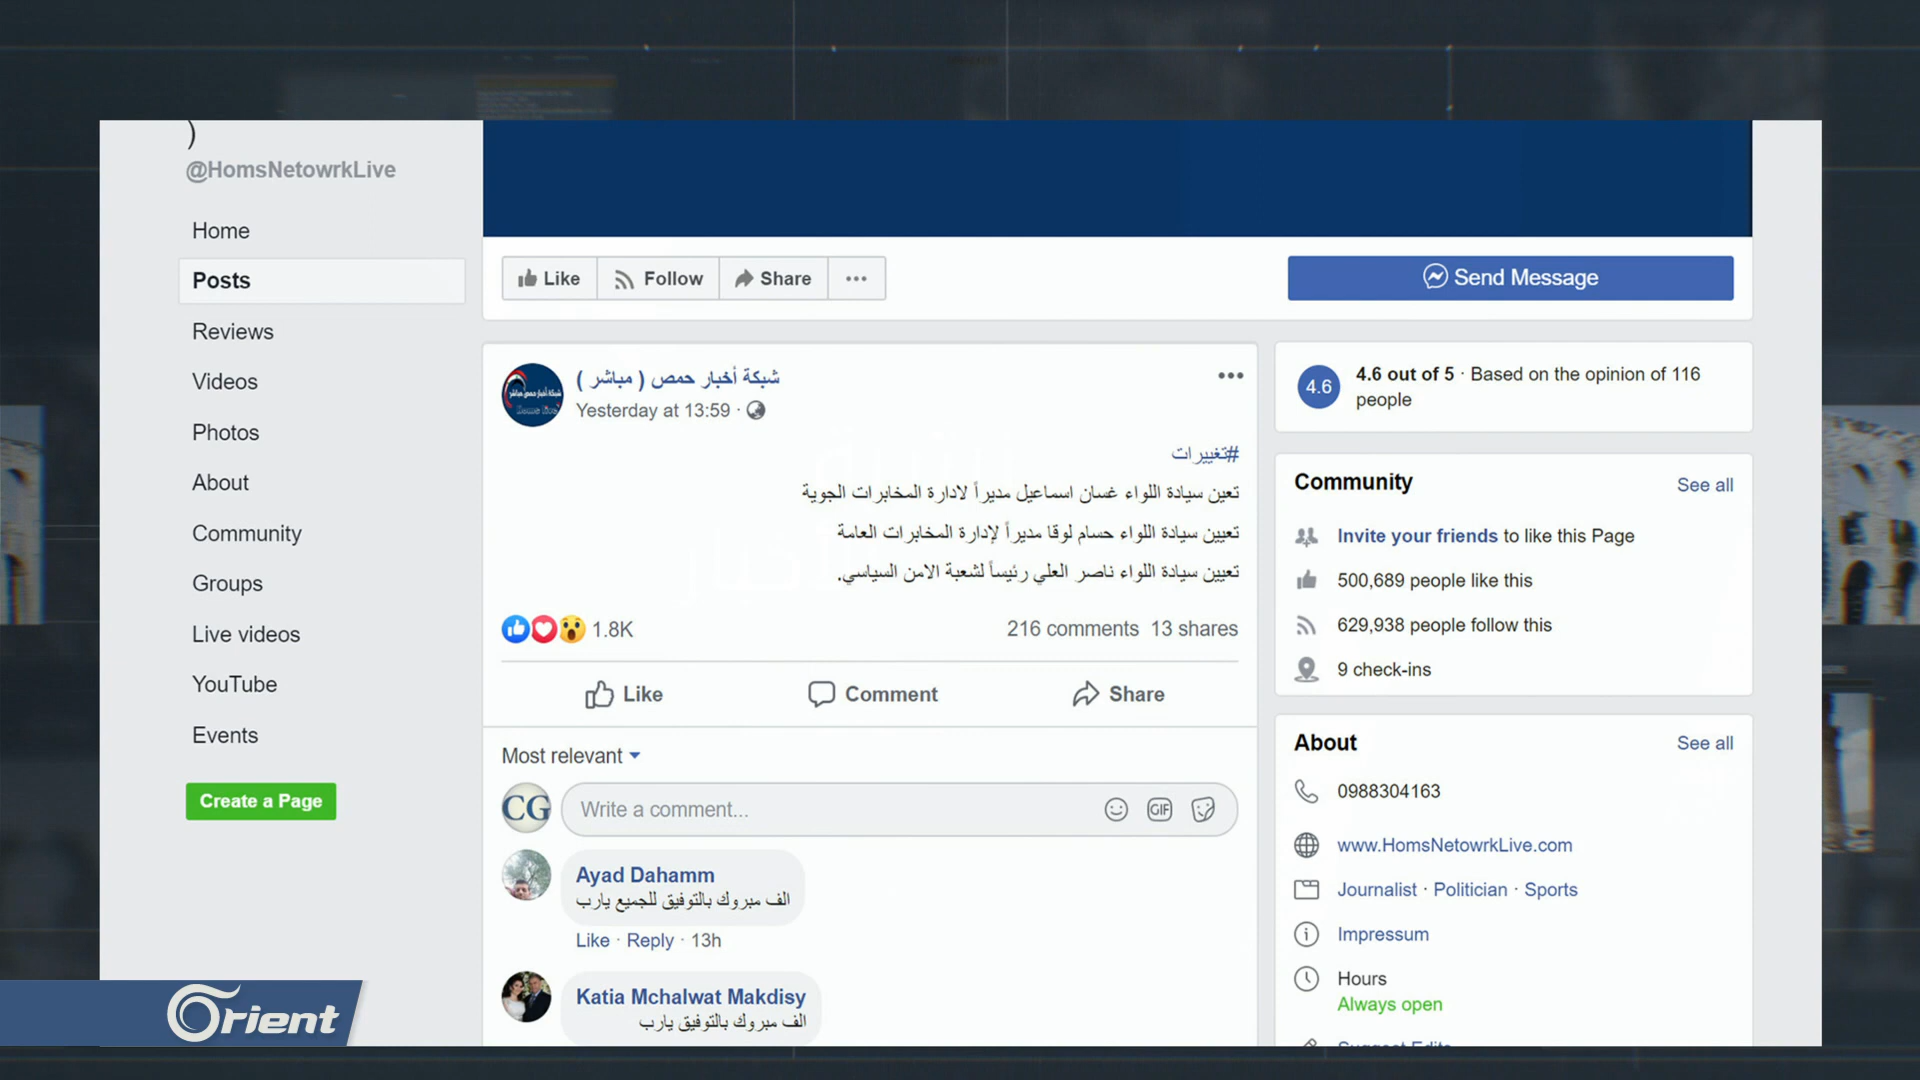 )
@HomsNetowrkLive
Home
Posts
Reviews
Videos
Photos
About
Community
Groups
Live videos
YouTube
Events
Create a Page
Like
Follow
Share
Send Message
شبكة أخبار حمص ( مباشر )
Yesterday at 13:59 ·
#تغييرات
تعين سيادة اللواء غسان اسماعيل مديراً لادارة المخابرات الجوية
تعيين سيادة اللواء حسام لوقا مديراً لإدارة المخابرات العامة
تعيين سيادة اللواء ناصر العلي رئيساً لشعبة الامن السياسي.
1.8K
216 comments 13 shares
Like
Comment
Share
Most relevant
CG
Write a comment...
GIF
Ayad Dahamm
الف مبروك بالتوفيق للجميع يارب
Like · Reply · 13h
Katia Mchalwat Makdisy
الف مبروك بالتوفيق يارب
4.6
4.6 out of 5 · Based on the opinion of 116
people
Community
See all
Invite your friends to like this Page
500,689 people like this
629,938 people follow this
9 check-ins
About
See all
0988304163
www.HomsNetowrkLive.com
Journalist · Politician · Sports
Impressum
Hours
Always open
Suggest Edits
Orient